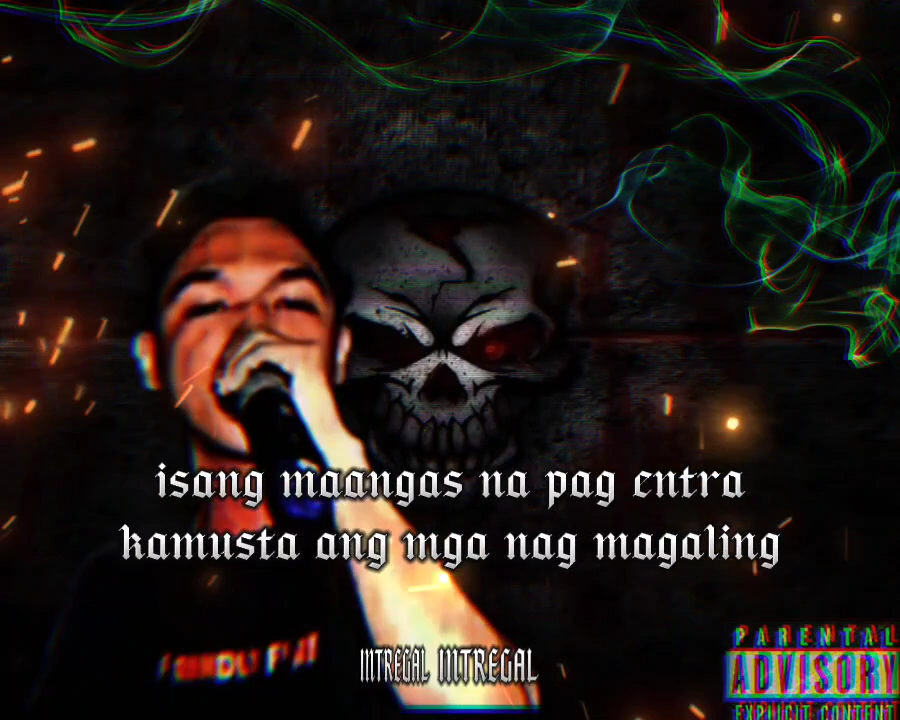 isang maangas na pag entra
kamusta ang mga nag magaling
INTREGAL INTREGAL
PARENTAL
ADVISORY
EXPLICIT CONTENT